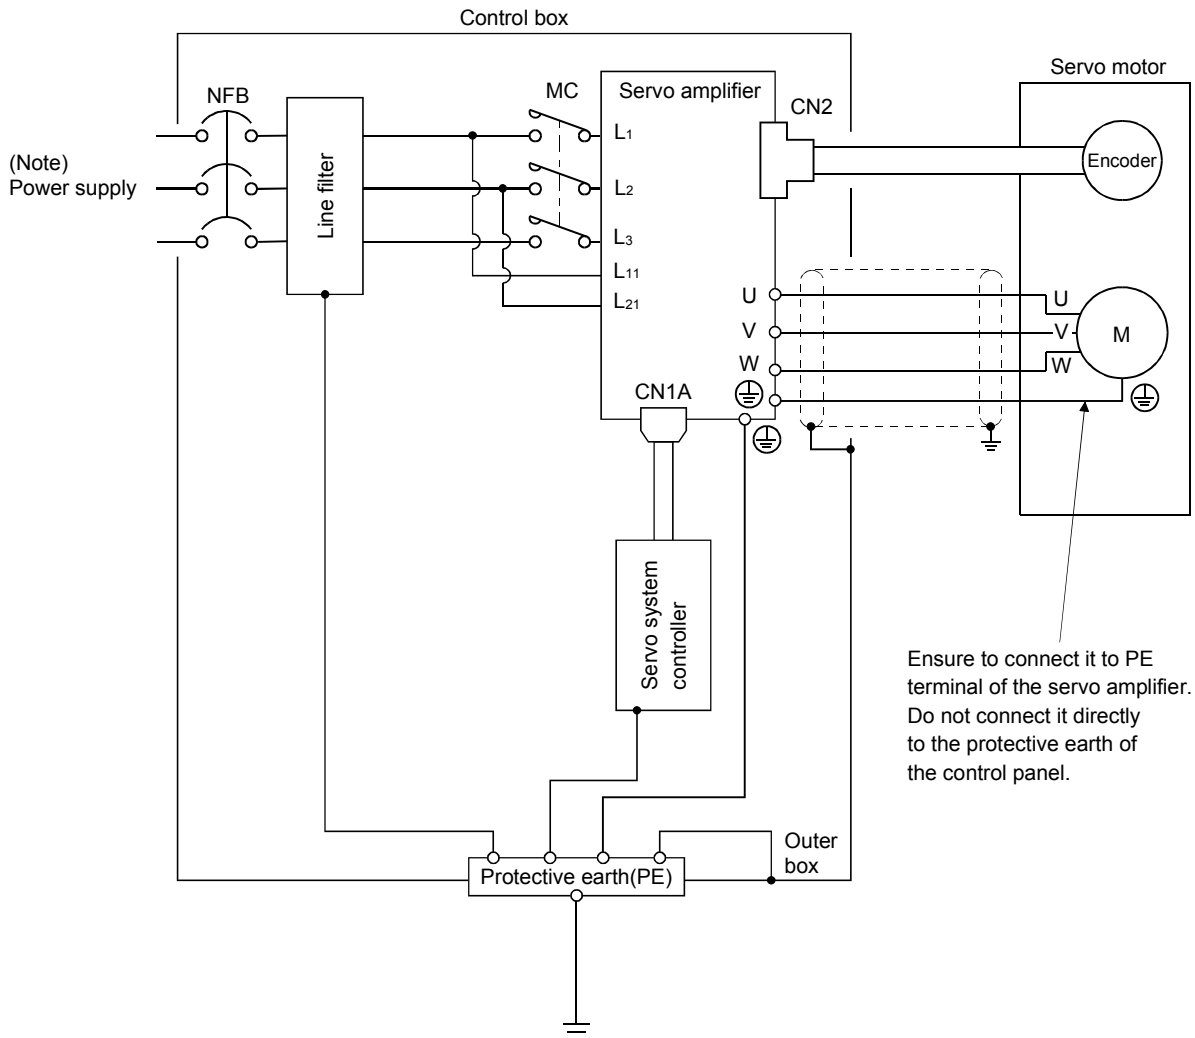 Control box
Servo motor
NFB
MC
Servo amplifier
CN2
(Note)
Power supply
Line filter
L1
L2
L3
L11
L21
Encoder
U
V
W
U
V
W
M
CN1A
Servo system
controller
Ensure to connect it to PE
terminal of the servo amplifier.
Do not connect it directly
to the protective earth of
the control panel.
Outer
box
Protective earth(PE)